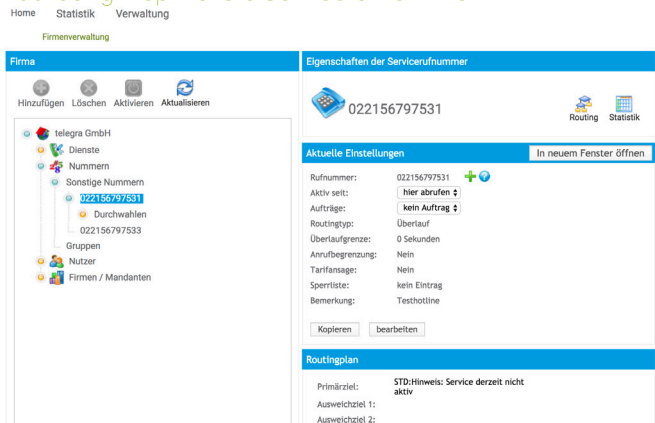 Home Statistik Verwaltung
Firmenverwaltung
Firma
Hinzufügen Löschen Aktivieren Aktualisieren
telegra GmbH
Dienste
Nummern
Sonstige Nummern
022156797531
Durchwahlen
022156797533
Gruppen
Nutzer
Firmen / Mandanten
Eigenschaften der Servicerufnummer
022156797531
Routing Statistik
Aktuelle Einstellungen In neuem Fenster öffnen
Rufnummer: 022156797531
Aktiv seit: hier abrufen
Aufträge: kein Auftrag
Routingtyp: Überlauf
Überlaufgrenze: 0 Sekunden
Anrufbegrenzung: Nein
Tarifansage: Nein
Sperrliste: kein Eintrag
Bemerkung: Testhotline
Kopieren bearbeiten
Routingplan
Primärziel: STD:Hinweis: Service derzeit nicht
aktiv
Ausweichziel 1:
Ausweichziel 2: